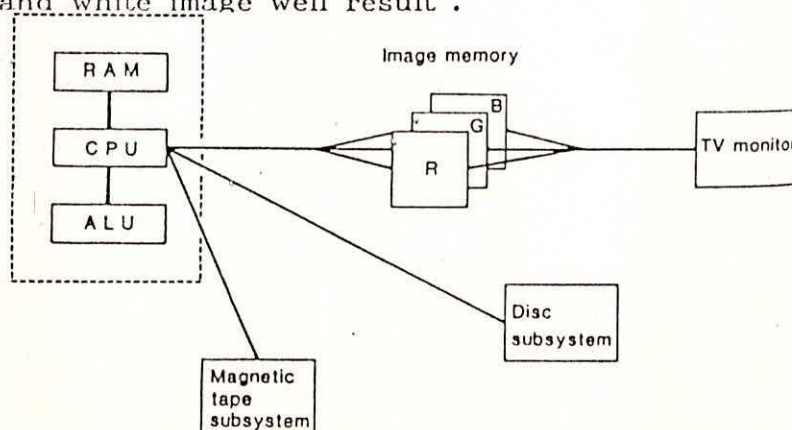 and white image well result .
Image memory
RAM
CPU
ALU
B
G
R
TV monitor
Disc
subsystem
Magnetic
tape
subsystem